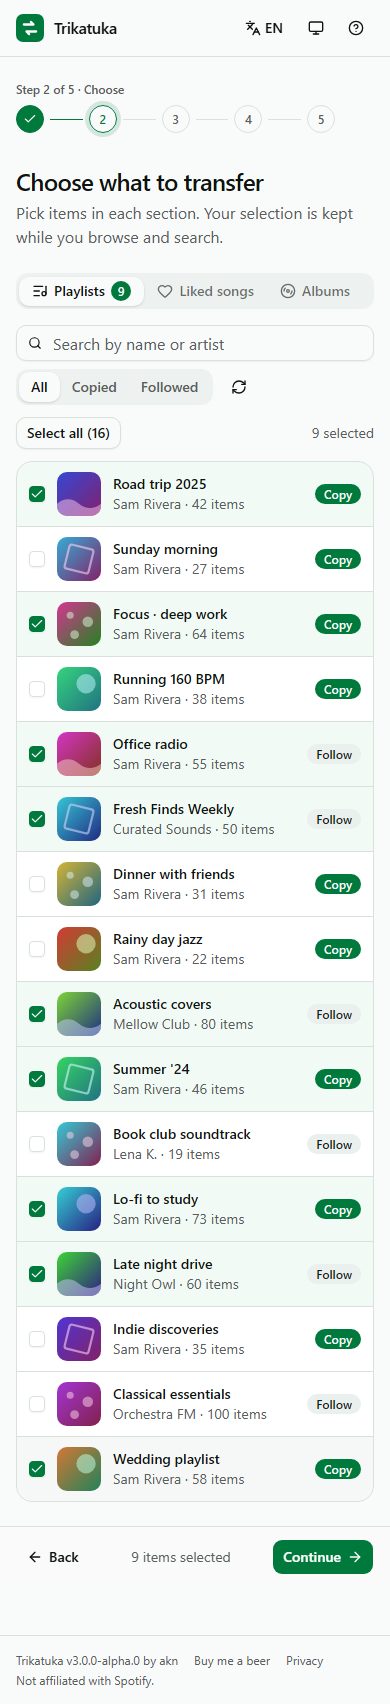 Trikatuka
EN
Step 2 of 5 · Choose
2
3
4
5
Choose what to transfer
Pick items in each section. Your selection is kept
while you browse and search.
Playlists 9
Liked songs
Albums
Search by name or artist
All
Copied
Followed
Select all (16)
9 selected
Road trip 2025
Sam Rivera · 42 items
Copy
Sunday morning
Sam Rivera · 27 items
Copy
Focus · deep work
Sam Rivera · 64 items
Copy
Running 160 BPM
Sam Rivera · 38 items
Copy
Office radio
Sam Rivera · 55 items
Follow
Fresh Finds Weekly
Curated Sounds · 50 items
Follow
Dinner with friends
Sam Rivera · 31 items
Copy
Rainy day jazz
Sam Rivera · 22 items
Copy
Acoustic covers
Mellow Club · 80 items
Follow
Summer '24
Sam Rivera · 46 items
Copy
Book club soundtrack
Lena K. · 19 items
Follow
Lo-fi to study
Sam Rivera · 73 items
Copy
Late night drive
Night Owl · 60 items
Follow
Indie discoveries
Sam Rivera · 35 items
Copy
Classical essentials
Orchestra FM · 100 items
Follow
Wedding playlist
Sam Rivera · 58 items
Copy
Back
9 items selected
Continue
Trikatuka v3.0.0-alpha.0 by akn
Buy me a beer
Privacy
Not affiliated with Spotify.